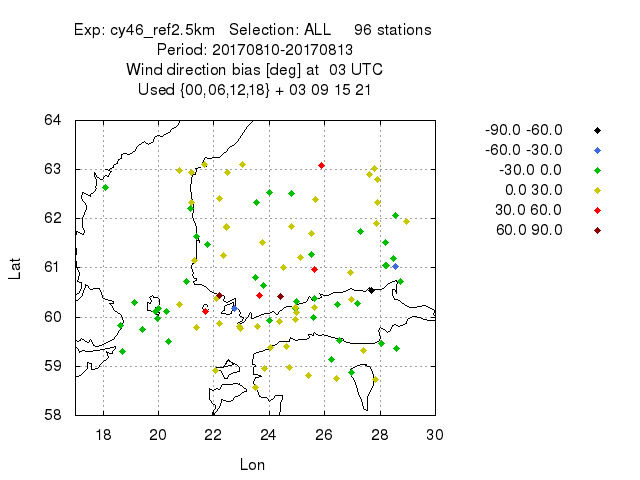 Exp: cy46_ref2.5km   Selection: ALL     96 stations
Period: 20170810-20170813
Wind direction bias [deg] at  03 UTC
Used {00,06,12,18} + 03 09 15 21
64
63
62
61
60
59
58
Lat
18 20 22 24 26 28 30
Lon
-90.0 -60.0
-60.0 -30.0
-30.0 0.0
0.0 30.0
30.0 60.0
60.0 90.0